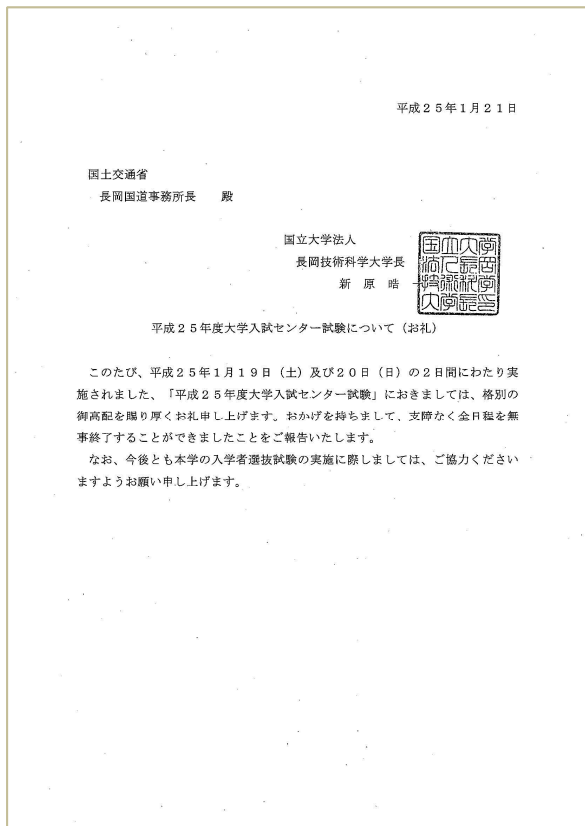 平成２５年１月２１日
国土交通省
長岡国道事務所長　殿
国立大学法人
長岡技術科学大学長
新原晧一
平成２５年度大学入試センター試験について（お礼）
このたび、平成２５年１月１９日（土）及び２０日（日）の２日間にわたり実
施されました、「平成２５年度大学入試センター試験」におきましては、格別の
御高配を賜り厚くお礼申し上げます。おかげを持ちまして、支障なく全日程を無
事終了することができましたことをご報告いたします。
なお、今後とも本学の入学者選抜試験の実施に際しましては、ご協力ください
ますようお願い申し上げます。